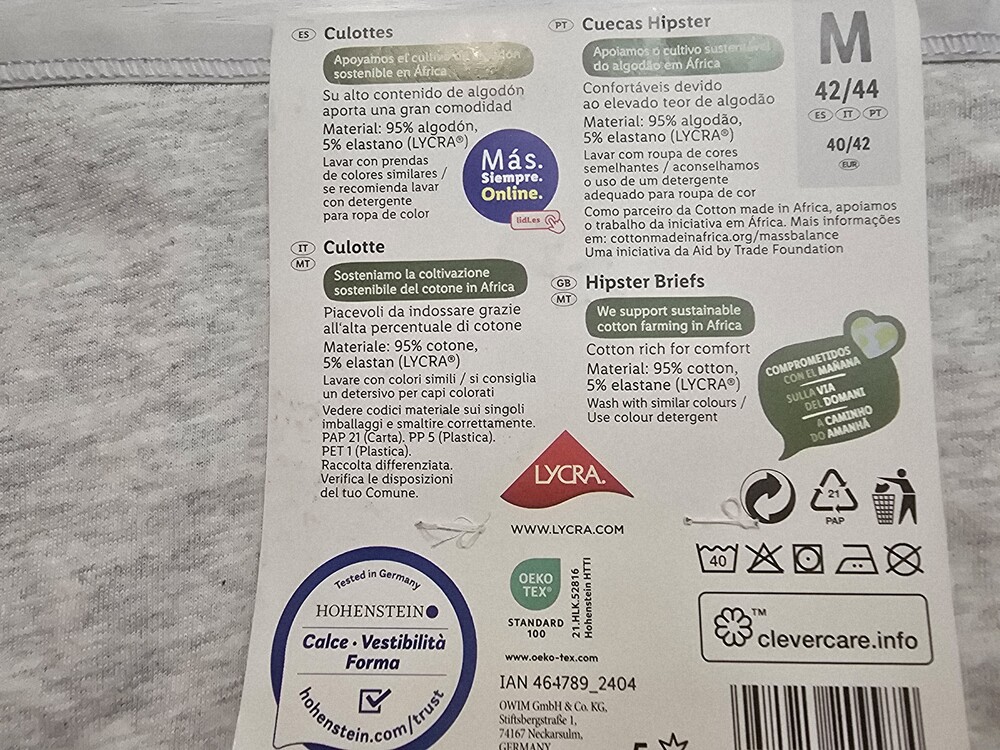 ES Culottes
Apoyamos el cultivo de algodón
sostenible en África
Su alto contenido de algodón
aporta una gran comodidad
Material: 95% algodón,
5% elastano (LYCRA®)
Lavar con prendas
de colores similares /
se recomienda lavar
con detergente
para ropa de color
Más.
Siempre.
Online.
lidl.es
IT MT Culotte
Sosteniamo la coltivazione
sostenibile del cotone in Africa
Piacevoli da indossare grazie
all'alta percentuale di cotone
Materiale: 95% cotone,
5% elastan (LYCRA®)
Lavare con colori simili / si consiglia
un detersivo per capi colorati
Vedere codici materiale sui singoli
imballaggi e smaltire correttamente.
PAP 21 (Carta). PP 5 (Plastica).
PET 1 (Plastica).
Raccolta differenziata.
Verifica le disposizioni
del tuo Comune.
PT Cuecas Hipster
Apoiamos o cultivo sustentável
do algodão em África
Confortáveis devido
ao elevado teor de algodão
Material: 95% algodão,
5% elastano (LYCRA®)
Lavar com roupa de cores
semelhantes / aconselhamos
o uso de um detergente
adequado para roupa de cor
Como parceiro da Cotton made in Africa, apoiamos
o trabalho da iniciativa em África. Mais informações
em: cottonmadeinafrica.org/massbalance
Uma iniciativa da Aid by Trade Foundation
M
42/44
ES IT PT
40/42
EUR
GB MT Hipster Briefs
We support sustainable
cotton farming in Africa
Cotton rich for comfort
Material: 95% cotton,
5% elastane (LYCRA®)
Wash with similar colours /
Use colour detergent
COMPROMETIDOS
CON EL MAÑANA
SULLA VIA
DEL DOMANI
A CAMINHO
DO AMANHÃ
LYCRA.
WWW.LYCRA.COM
21
PAP
40
TM
clevercare.info
Tested in Germany
HOHENSTEIN
Calce · Vestibilità
Forma
hohenstein.com/trust
OEKO
TEX®
STANDARD
100
21.HLK.52816
Hohenstein HTTI
www.oeko-tex.com
IAN 464789_2404
OWIM GmbH & Co. KG,
Stiftsbergstraße 1,
74167 Neckarsulm,
GERMANY